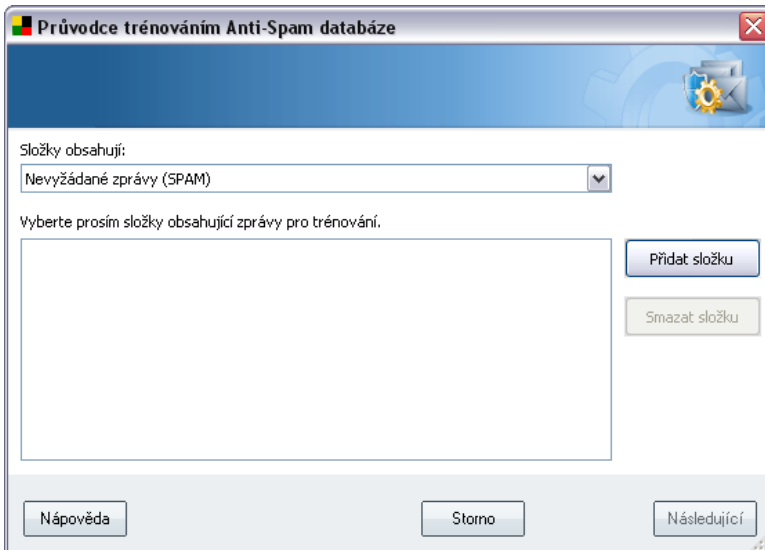 Průvodce trénováním Anti-Spam databáze
Složky obsahují:
Nevyžádané zprávy (SPAM)
Vyberte prosím složky obsahující zprávy pro trénování.
Přidat složku
Smazat složku
Nápověda
Storno
Následující